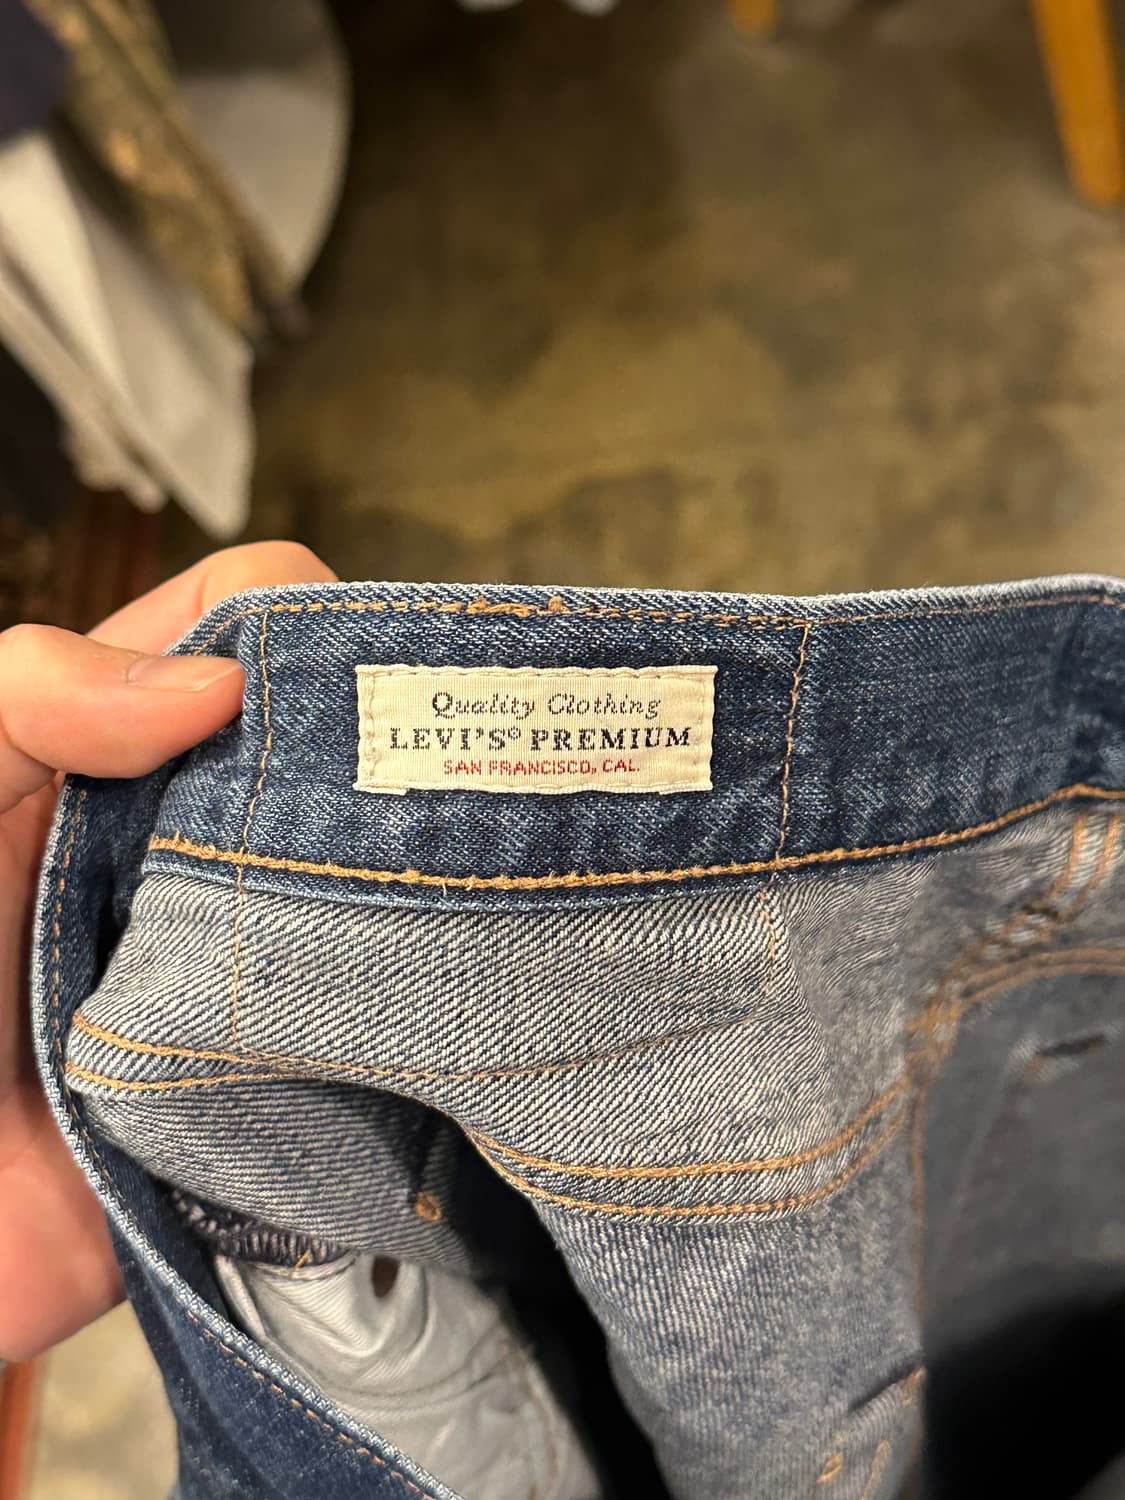 Quality Clothing
LEVI'S® PREMIUM
SAN FRANCISCO, CAL.